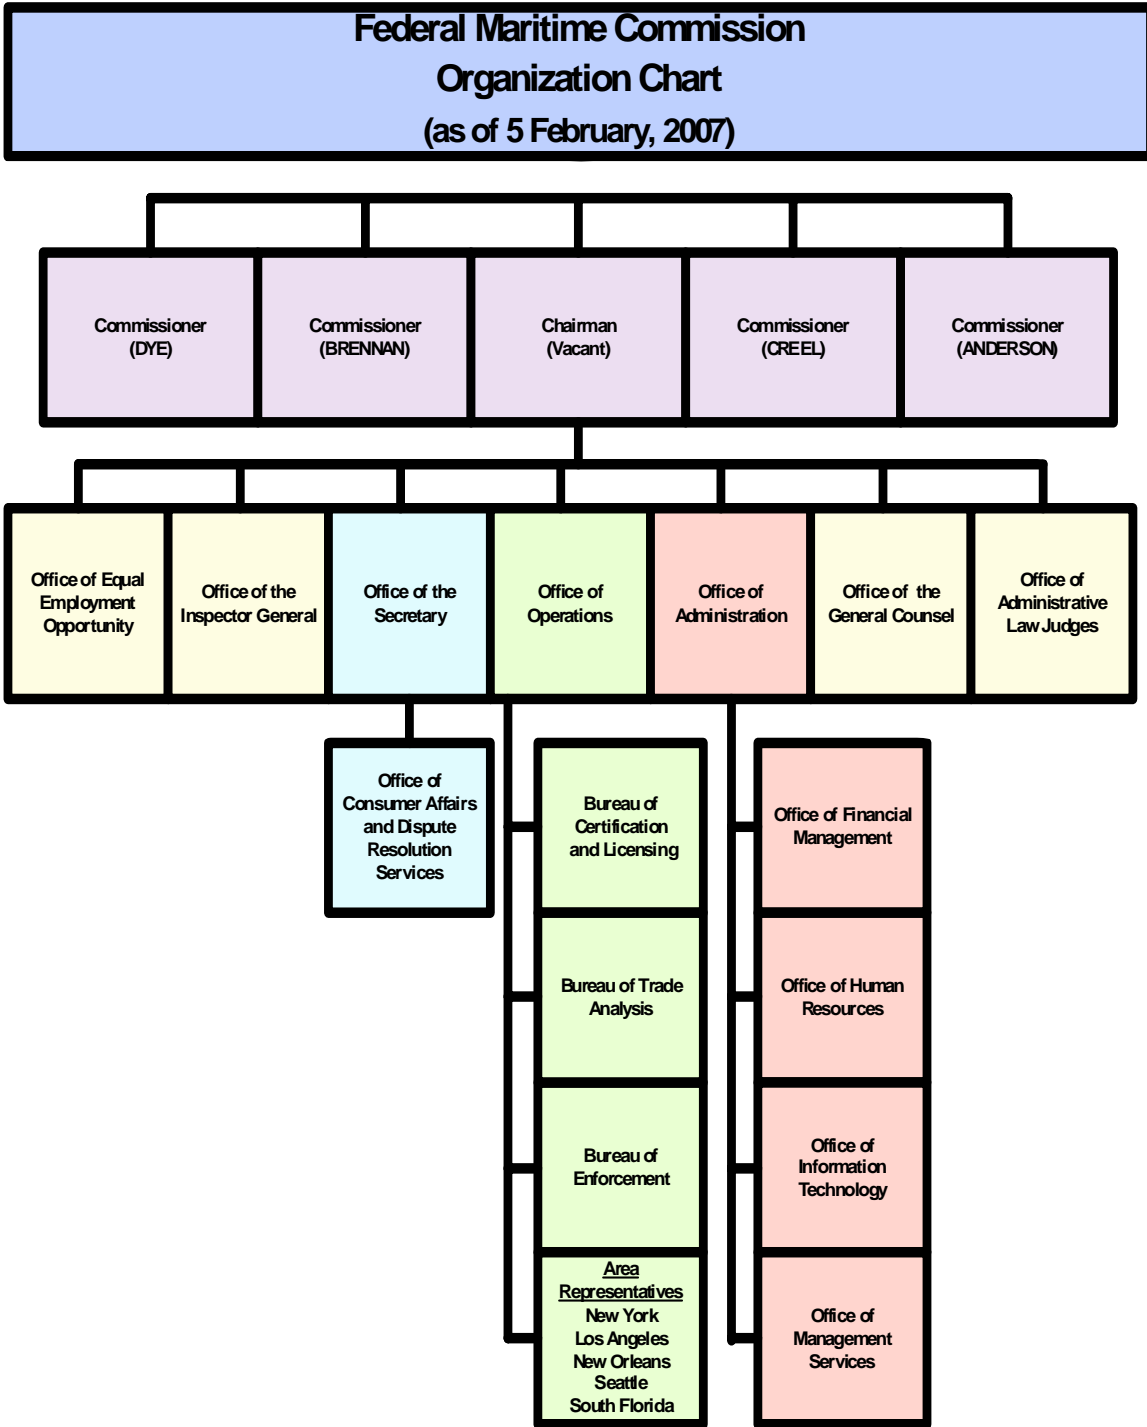 Federal Maritime Commission
Organization Chart
(as of 5 February, 2007)
Commissioner
(DYE)
Commissioner
(BRENNAN)
Chairman
(Vacant)
Commissioner
(CREEL)
Commissioner
(ANDERSON)
Office of Equal
Employment
Opportunity
Office of the
Inspector General
Office of the
Secretary
Office of
Operations
Office of
Administration
Office of the
General Counsel
Office of
Administrative
Law Judges
Office of
Consumer Affairs
and Dispute
Resolution
Services
Bureau of
Certification
and Licensing
Bureau of Trade
Analysis
Bureau of
Enforcement
Area
Representatives
New York
Los Angeles
New Orleans
Seattle
South Florida
Office of Financial
Management
Office of Human
Resources
Office of
Information
Technology
Office of
Management
Services